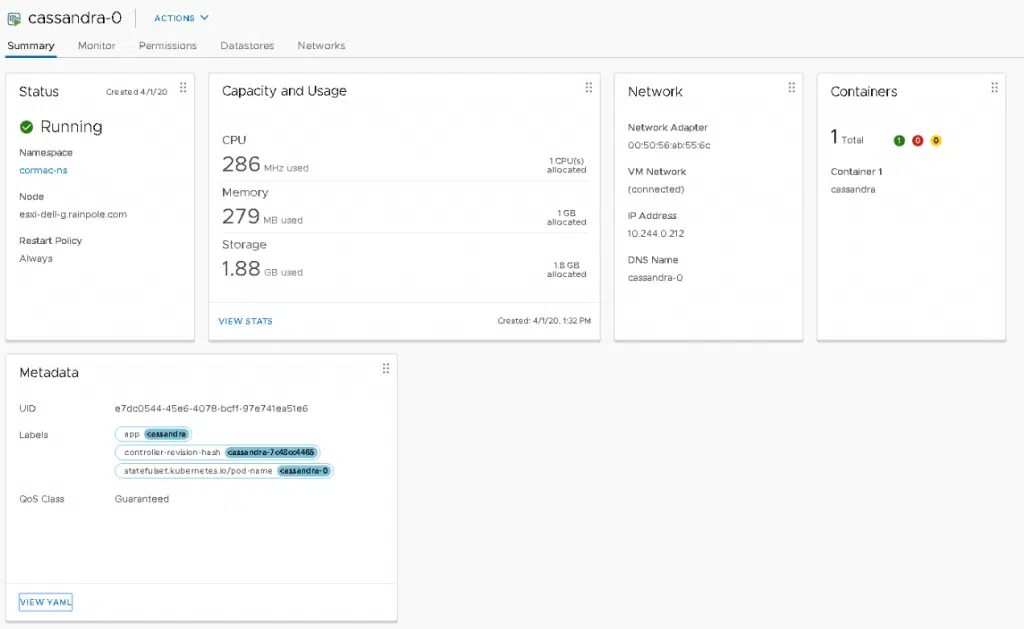 cassandra-0
ACTIONS
Summary Monitor Permissions Datastores Networks
Status
Created 4/1/20
Running
Namespace
cormac-ns
Node
esxi-dell-g.rainpole.com
Restart Policy
Always
Capacity and Usage
CPU
286 MHz used
1 CPU(s)
allocated
Memory
279 MB used
1 GB
allocated
Storage
1.88 GB used
1.8 GB
allocated
VIEW STATS
Created: 4/1/20, 1:32 PM
Network
Network Adapter
00:50:56:ab:55:6c
VM Network
(connected)
IP Address
10.244.0.212
DNS Name
cassandra-0
Containers
1 Total
1 0 0
Container 1
cassandra
Metadata
UID
e7dc0544-45e6-4078-bcff-97e741ea51e6
Labels
app cassandra
controller-revision-hash
statefulset.kubernetes.io/pod-name cassandra-0
QoS Class
Guaranteed
VIEW YAML